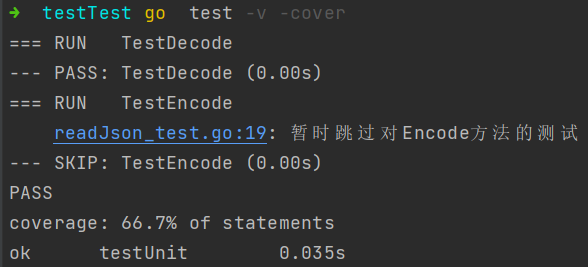 ➜ testTest go test -v -cover
=== RUN   TestDecode
--- PASS: TestDecode (0.00s)
=== RUN   TestEncode
    readJson_test.go:19: 暂时跳过对Encode方法的测试
--- SKIP: TestEncode (0.00s)
PASS
coverage: 66.7% of statements
ok      testUnit        0.035s